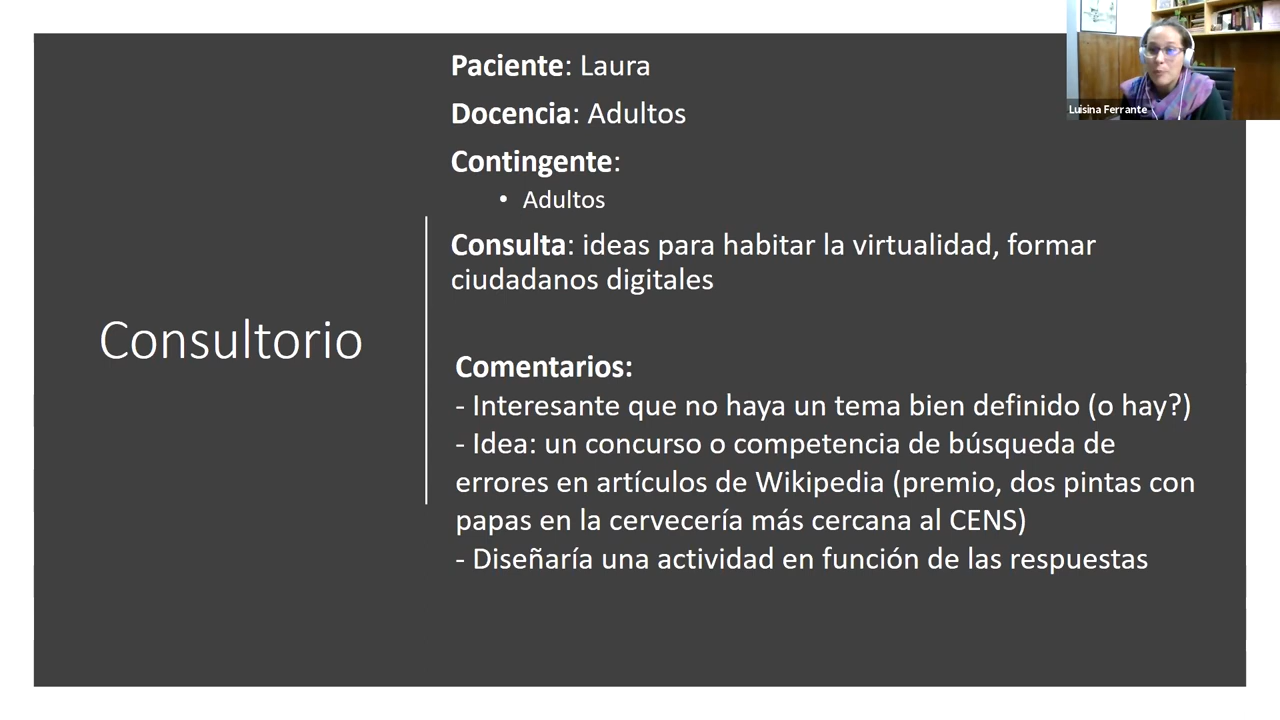 Paciente: Laura
Docencia: Adultos
Contingente:
• Adultos
Consulta: ideas para habitar la virtualidad, formar
ciudadanos digitales
Consultorio
Comentarios:
- Interesante que no haya un tema bien definido (o hay?)
- Idea: un concurso o competencia de búsqueda de
errores en artículos de Wikipedia (premio, dos pintas con
papas en la cervecería más cercana al CENS)
- Diseñaría una actividad en función de las respuestas
Luisina Ferrante